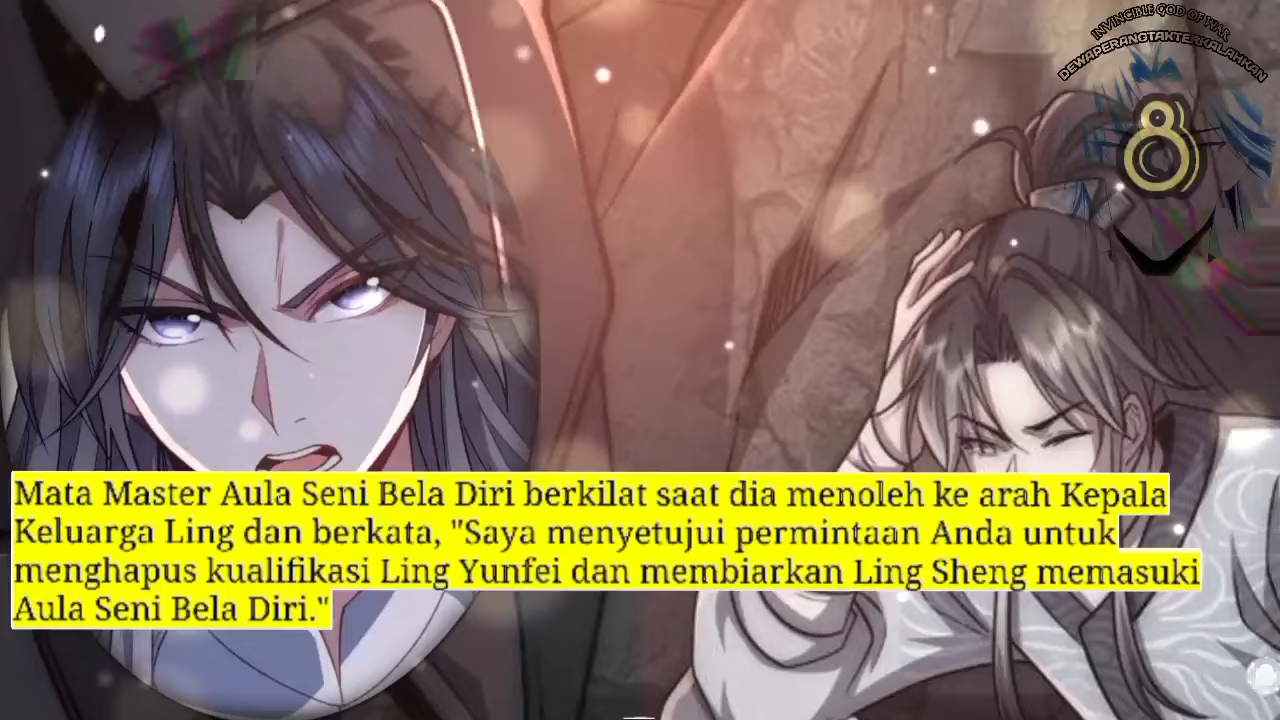 INVINCIBLE GOD OF WAR
DEWAPERANGTAKTERKALAHKAN
8
Mata Master Aula Seni Bela Diri berkilat saat dia menoleh ke arah Kepala
Keluarga Ling dan berkata, "Saya menyetujui permintaan Anda untuk
menghapus kualifikasi Ling Yunfei dan membiarkan Ling Sheng memasuki
Aula Seni Bela Diri."